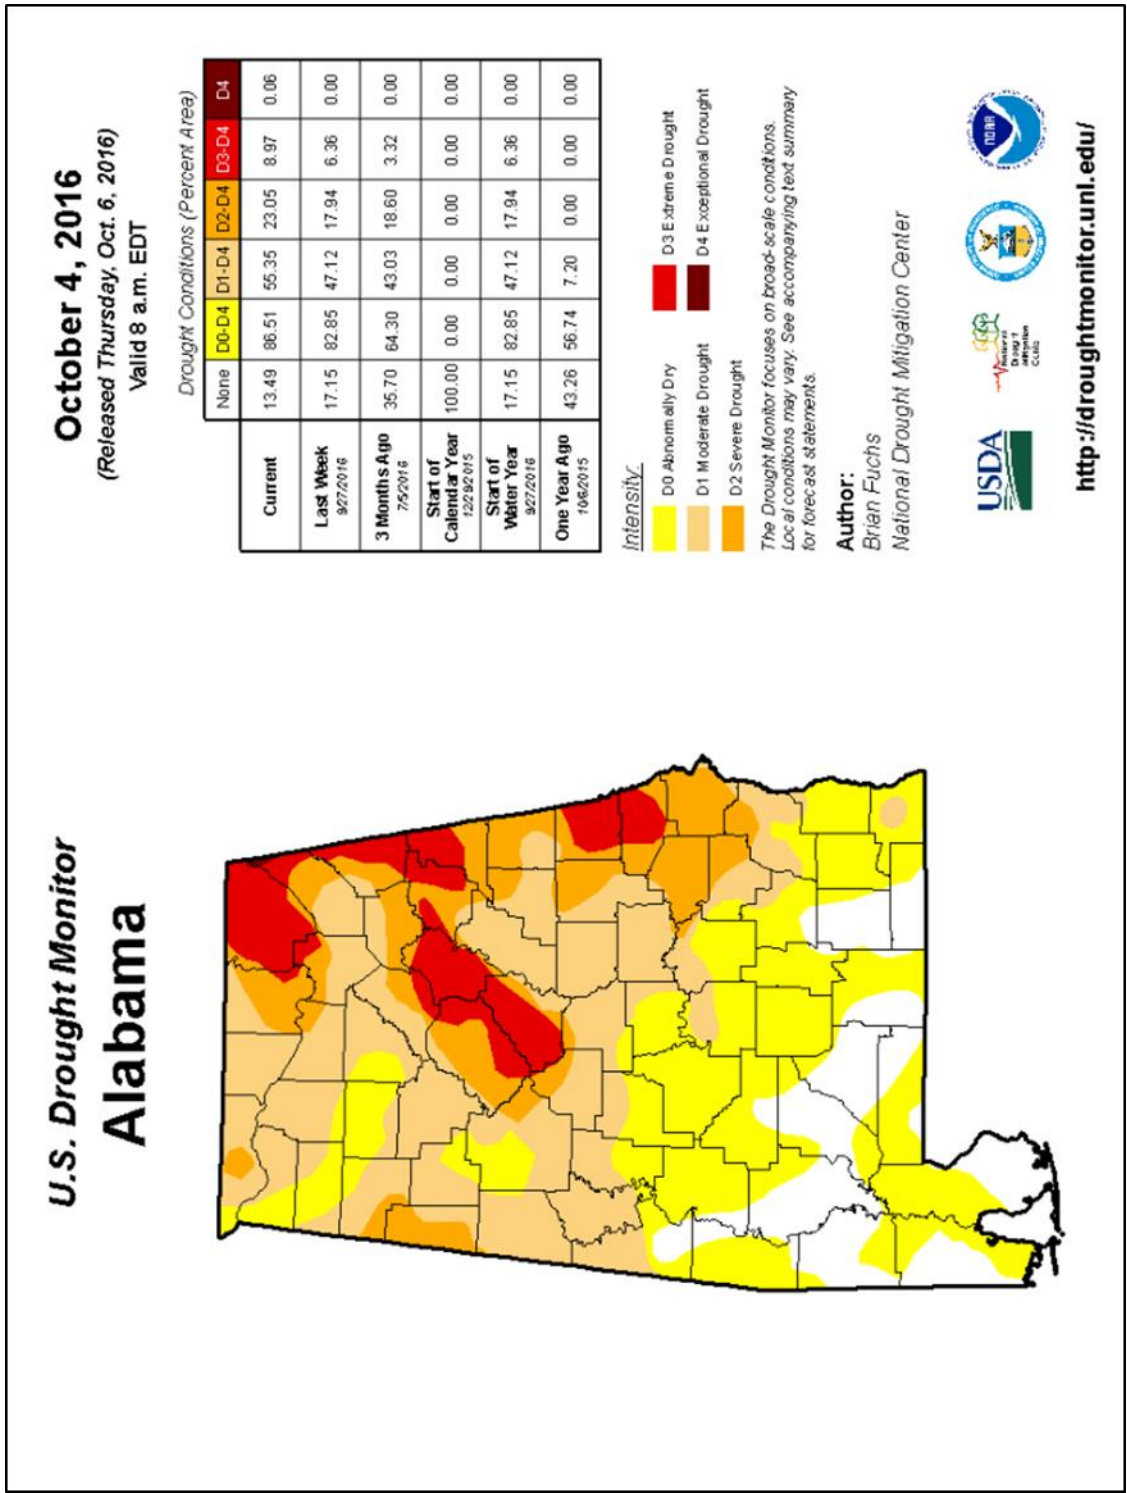 U.S. Drought Monitor
Alabama
October 4, 2016
(Released Thursday, Oct. 6, 2016)
Valid 8 a.m. EDT
Drought Conditions (Percent Area)
None D0-D4 D1-D4 D2-D4 D3-D4 D4
Current 13.49 86.51 55.35 23.05 8.97 0.06
Last Week 9/27/2016 17.15 82.85 47.12 17.94 6.36 0.00
3 Months Ago 7/5/2016 35.70 64.30 43.03 18.60 3.32 0.00
Start of Calendar Year 12/29/2015 100.00 0.00 0.00 0.00 0.00 0.00
Start of Water Year 9/27/2016 17.15 82.85 47.12 17.94 6.36 0.00
One Year Ago 10/6/2015 43.26 56.74 7.20 0.00 0.00 0.00
Intensity:
D0 Abnormally Dry
D1 Moderate Drought
D2 Severe Drought
D3 Extreme Drought
D4 Exceptional Drought
The Drought Monitor focuses on broad-scale conditions.
Local conditions may vary. See accompanying text summary
for forecast statements.
Author:
Brian Fuchs
National Drought Mitigation Center
USDA
National
Drought
Mitigation
Center
NOAA
http://droughtmonitor.unl.edu/